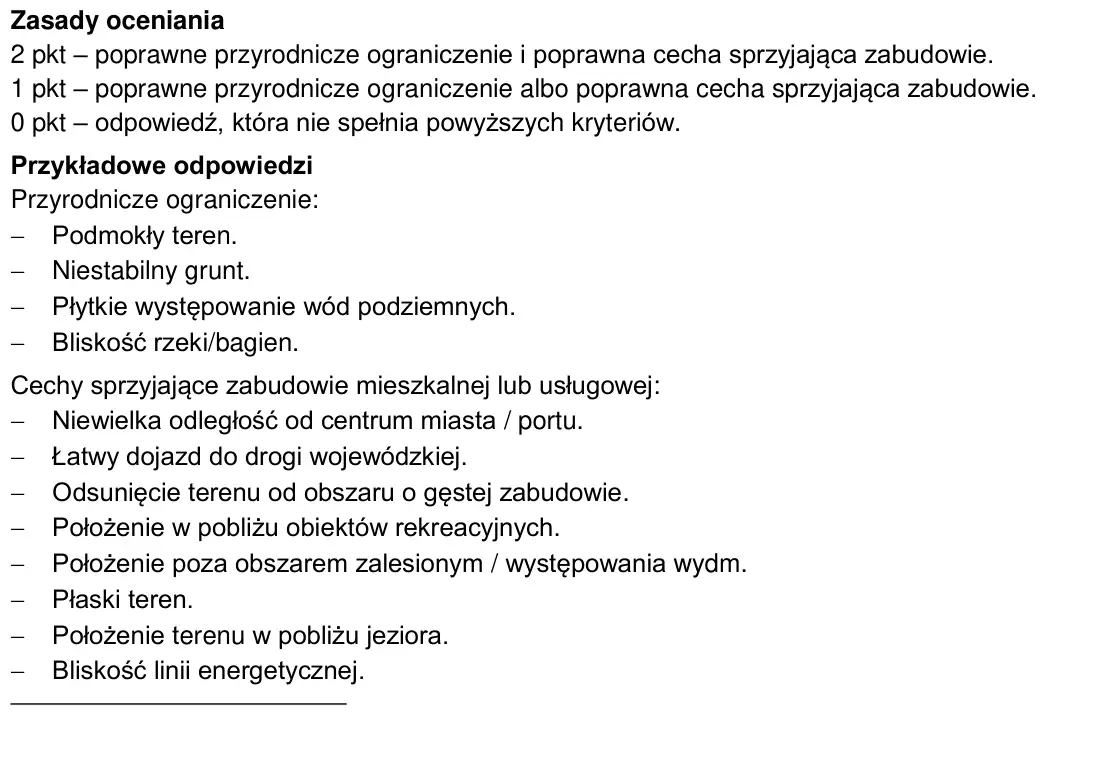 Zasady oceniania
2 pkt – poprawne przyrodnicze ograniczenie i poprawna cecha sprzyjająca zabudowie.
1 pkt – poprawne przyrodnicze ograniczenie albo poprawna cecha sprzyjająca zabudowie.
0 pkt – odpowiedź, która nie spełnia powyższych kryteriów.
Przykładowe odpowiedzi
Przyrodnicze ograniczenie:
– Podmokły teren.
– Niestabilny grunt.
– Płytkie występowanie wód podziemnych.
– Bliskość rzeki/bagien.
Cechy sprzyjające zabudowie mieszkalnej lub usługowej:
– Niewielka odległość od centrum miasta / portu.
– Łatwy dojazd do drogi wojewódzkiej.
– Odsunięcie terenu od obszaru o gęstej zabudowie.
– Położenie w pobliżu obiektów rekreacyjnych.
– Położenie poza obszarem zalesionym / występowania wydm.
– Płaski teren.
– Położenie terenu w pobliżu jeziora.
– Bliskość linii energetycznej.